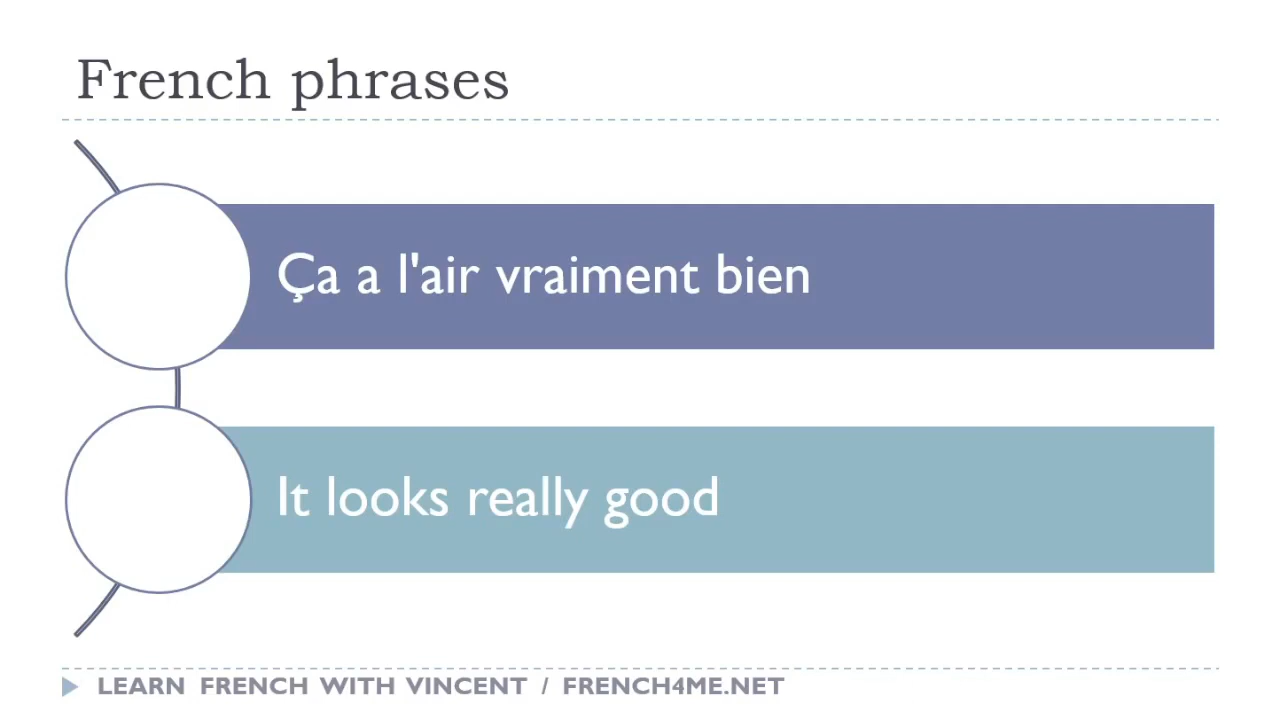 French phrases
Ça a l'air vraiment bien
It looks really good
LEARN FRENCH WITH VINCENT / FRENCH4ME.NET